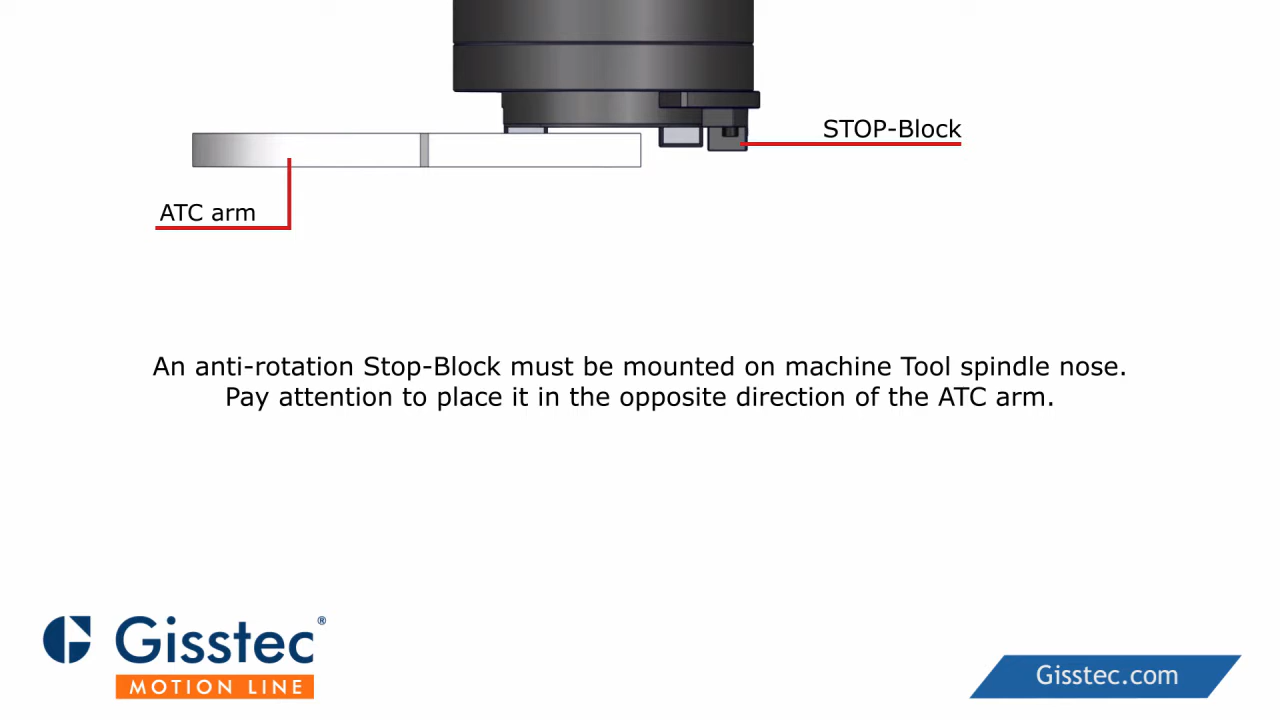 STOP-Block
ATC arm
An anti-rotation Stop-Block must be mounted on machine Tool spindle nose.
Pay attention to place it in the opposite direction of the ATC arm.
Gisstec®
MOTION LINE
Gisstec.com